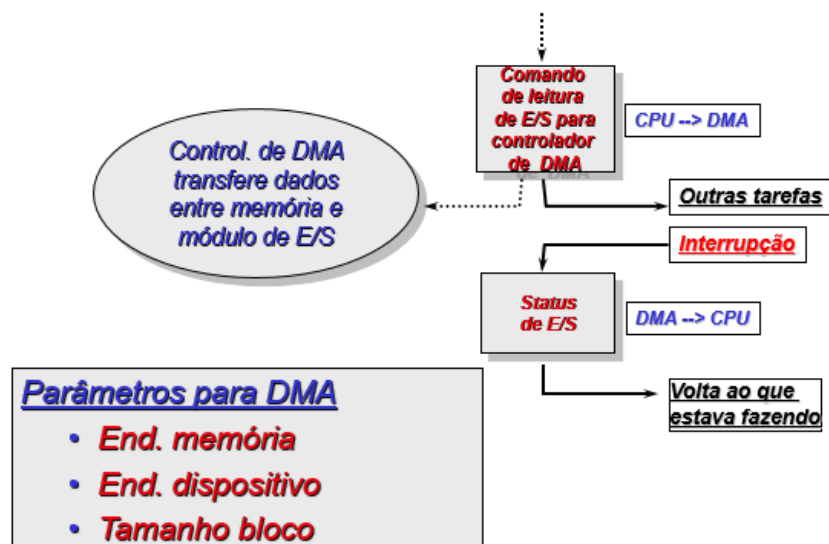 Comando
de leitura
de E/S para
controlador
de DMA
CPU --> DMA
Control. de DMA
transfere dados
entre memória e
módulo de E/S
Outras tarefas
Interrupção
Status
de E/S
DMA --> CPU
Volta ao que
estava fazendo
Parâmetros para DMA
• End. memória
• End. dispositivo
• Tamanho bloco